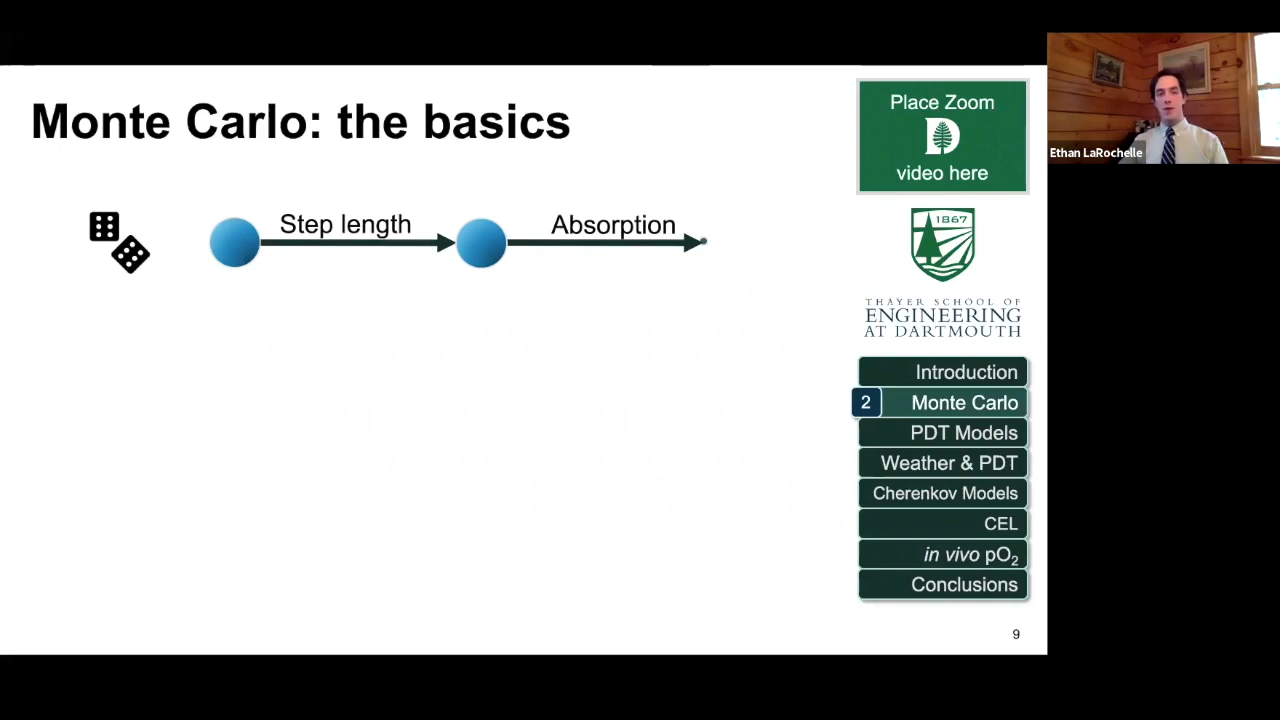 Monte Carlo: the basics
Step length
Absorption
Place Zoom
D
video here
1867
THAYER SCHOOL OF
ENGINEERING
AT DARTMOUTH
Introduction
2 Monte Carlo
PDT Models
Weather & PDT
Cherenkov Models
CEL
in vivo pO₂
Conclusions
9
Ethan LaRochelle